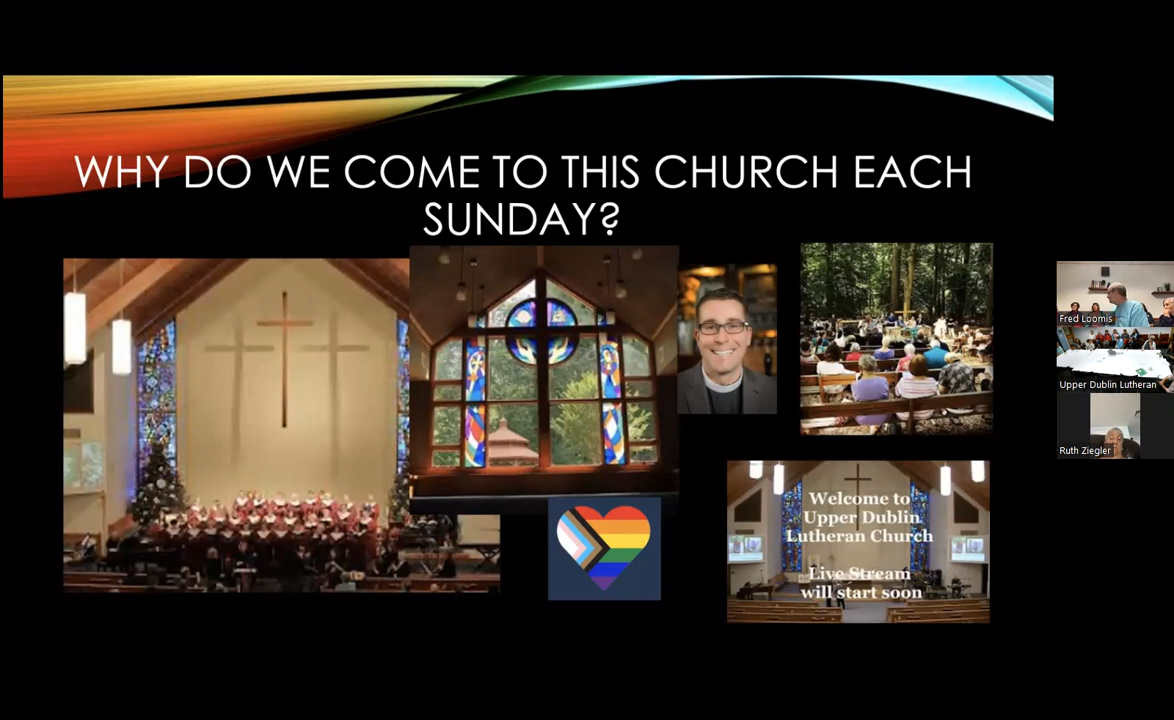 WHY DO WE COME TO THIS CHURCH EACH
SUNDAY?
Welcome to
Upper Dublin
Lutheran Church
Live Stream
will start soon
Fred Loomis
Upper Dublin Lutheran
Ruth Ziegler